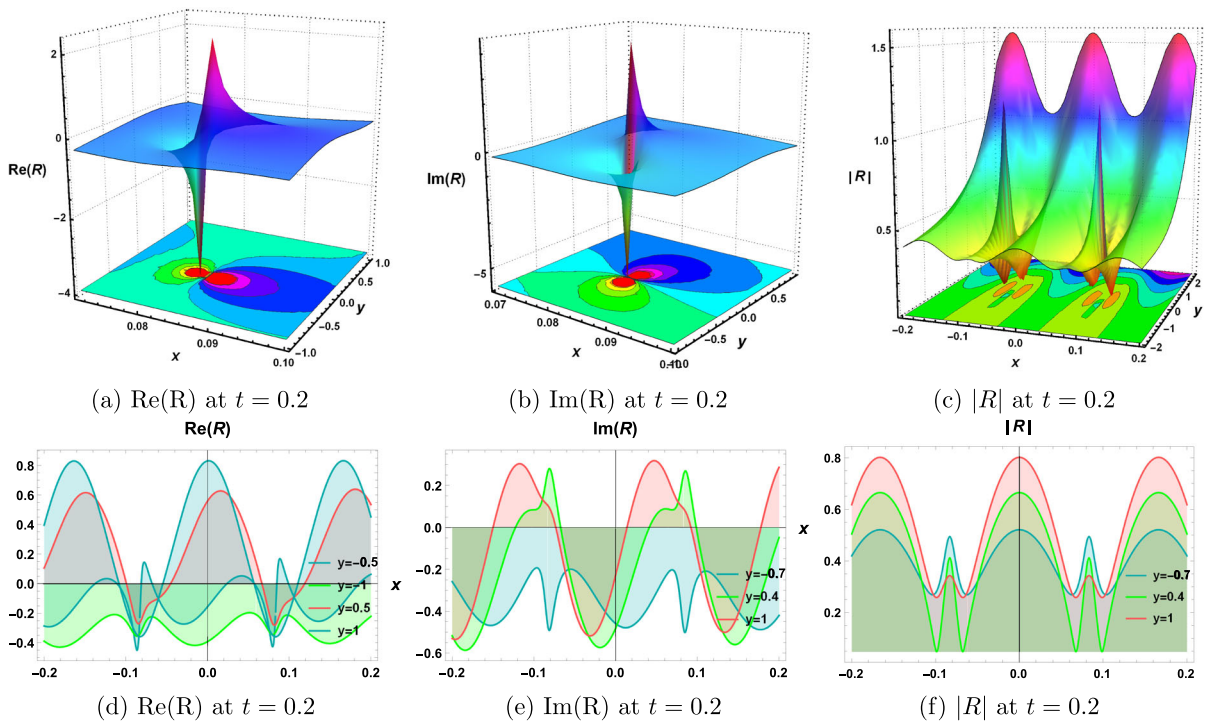 2
0
Re(R)
−2
−4
0.08
x
0.09
0.10
−1.0
−0.5
0.0
y
0.5
1.0
0
Im(R)
−5
0.07
0.08
x
0.09
−0.5
0.0
y
0.5
1.5
1.0
|R|
0.5
−0.2
−0.1
0.0
x
0.1
0.2
−2
−1
0
y
1
2
(a) Re(R) at t = 0.2
(b) Im(R) at t = 0.2
(c) |R| at t = 0.2
Re(R)
0.8
0.6
0.4
0.2
0.0
−0.2
−0.4
−0.2
−0.1
0.0
0.1
0.2
x
y=−0.5
y=−1
y=0.5
y=1
Im(R)
0.2
0.0
−0.2
−0.4
−0.6
−0.2
−0.1
0.0
0.1
0.2
x
y=−0.7
y=0.4
y=1
|R|
0.8
0.6
0.4
0.2
−0.2
−0.1
0.0
0.1
0.2
x
y=−0.7
y=0.4
y=1
(d) Re(R) at t = 0.2
(e) Im(R) at t = 0.2
(f) |R| at t = 0.2